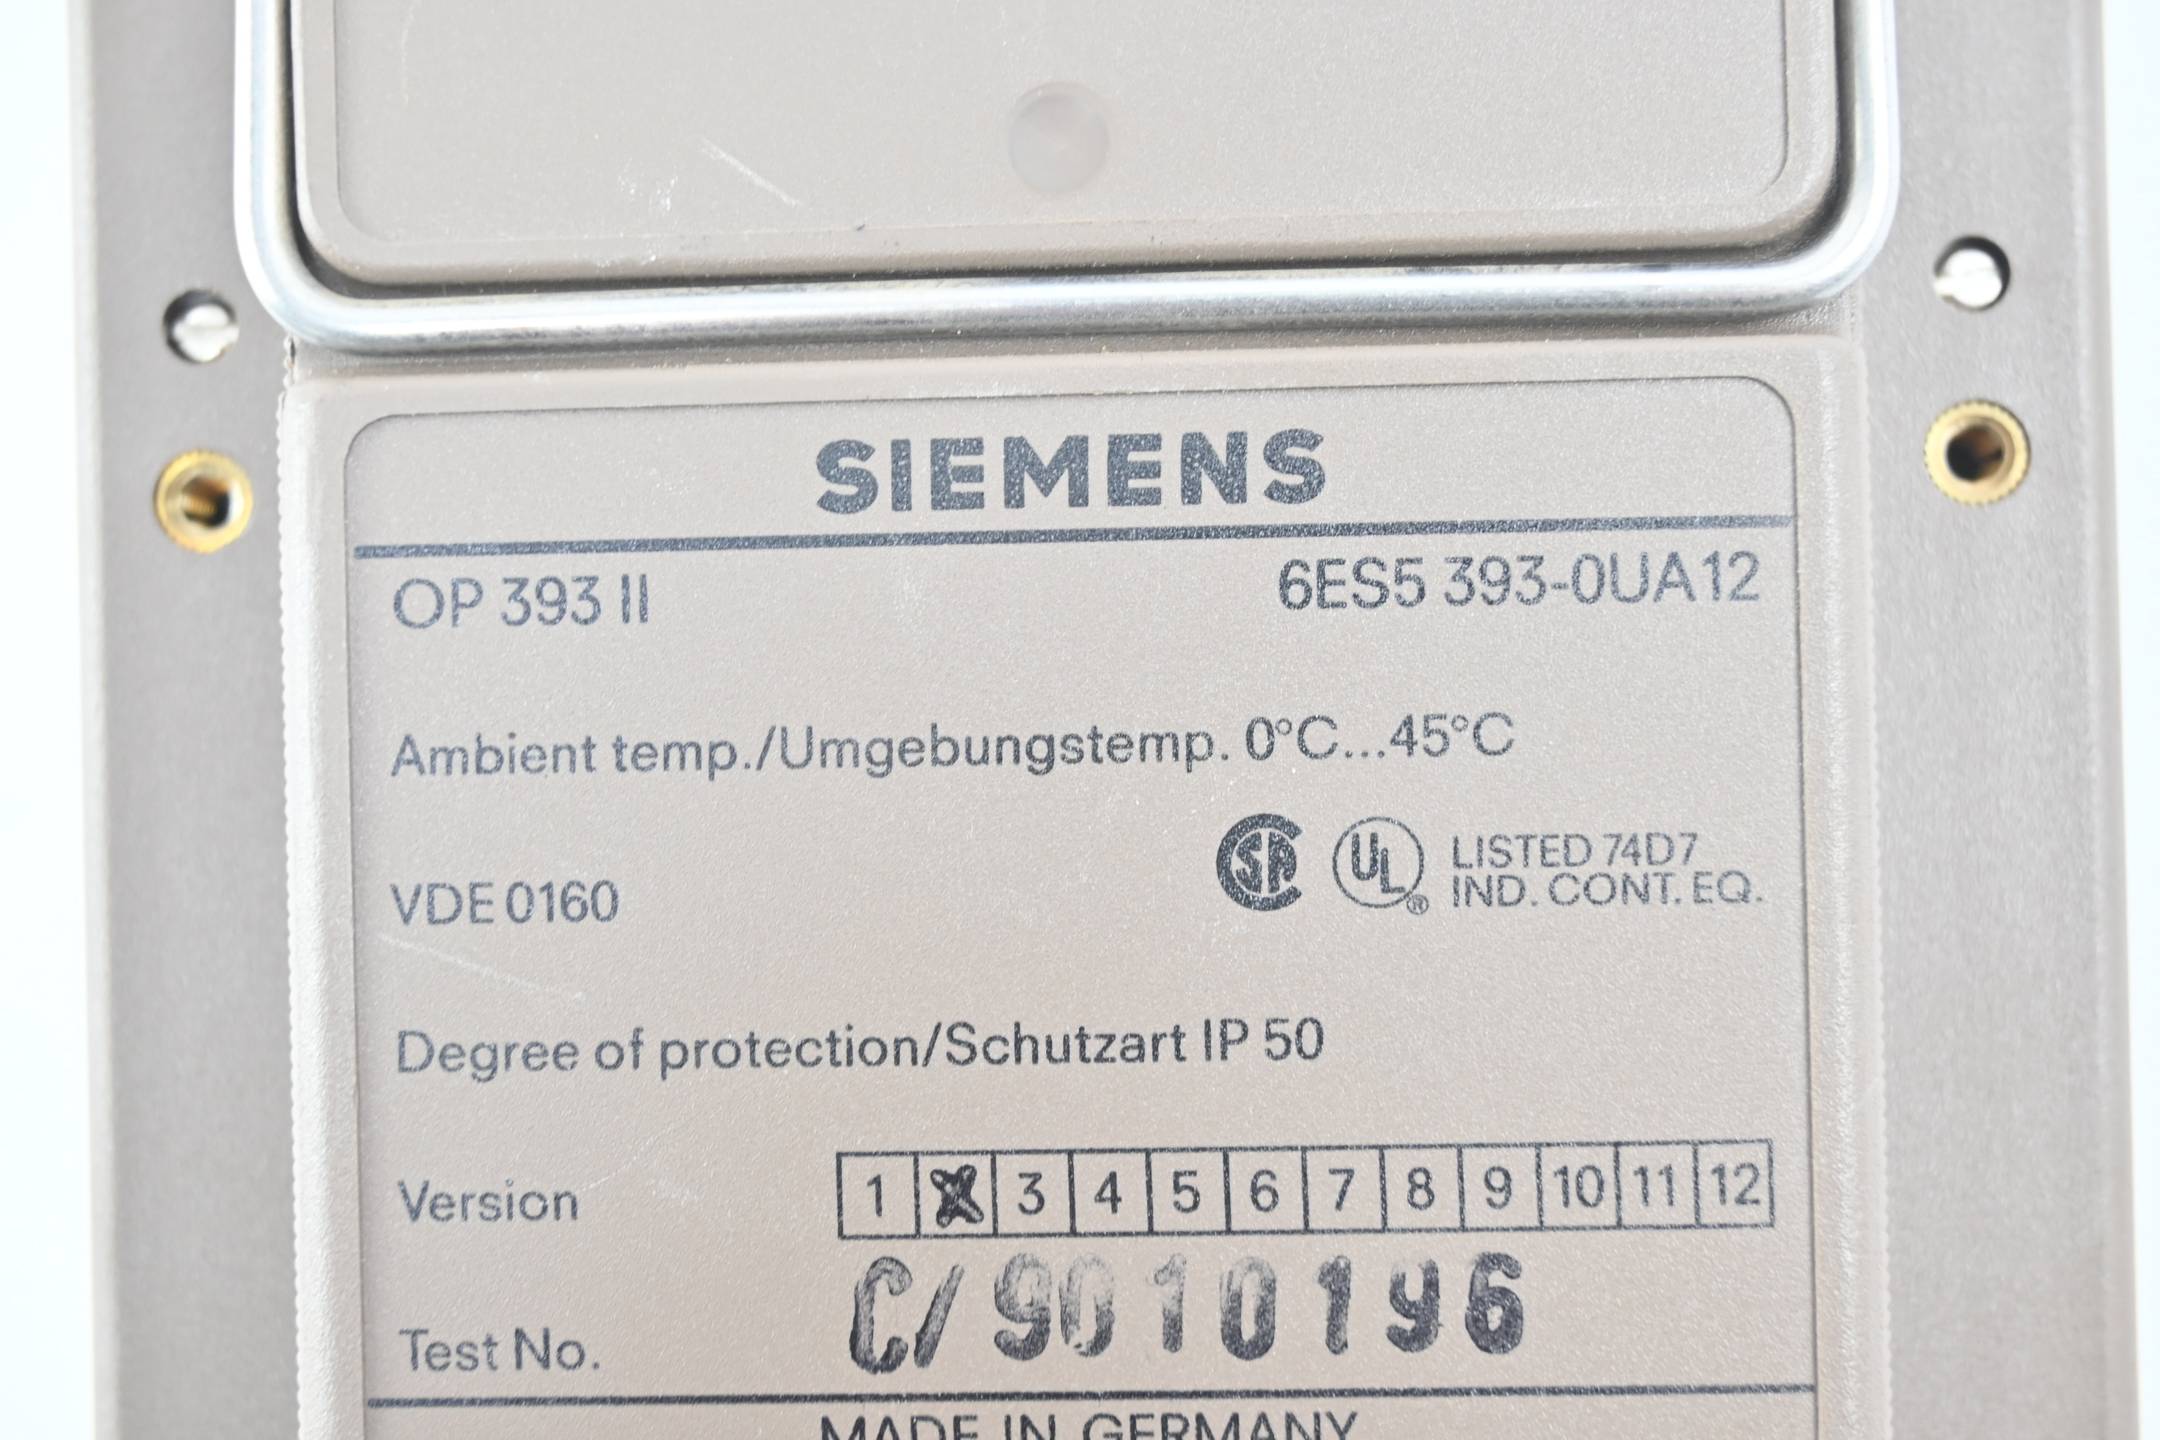 SIEMENS
OP 393 II 6ES5 393-0UA12
Ambient temp./Umgebungstemp. 0°C...45°C
VDE 0160 SA UL ® LISTED 74D7
IND. CONT. EQ.
Degree of protection/Schutzart IP 50
Version 1 X 3 4 5 6 7 8 9 10 11 12
Test No. C/9010196
MADE IN GERMANY